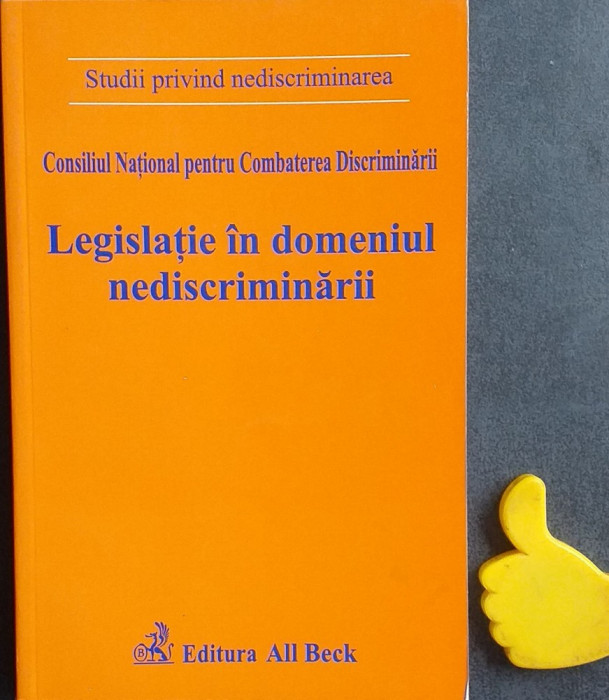 Studii privind nediscriminarea
Consiliul Național pentru Combaterea Discriminării
Legislație în domeniul
nediscriminării
B Editura All Beck